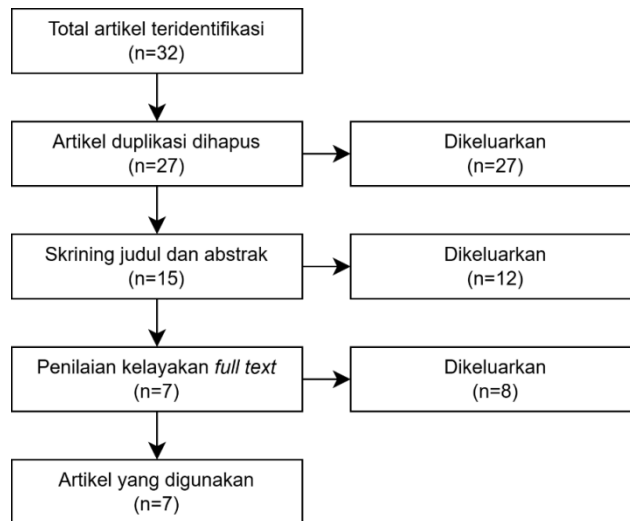 Total artikel teridentifikasi
(n=32)
Artikel duplikasi dihapus
(n=27)
Dikeluarkan
(n=27)
Skrining judul dan abstrak
(n=15)
Dikeluarkan
(n=12)
Penilaian kelayakan full text
(n=7)
Dikeluarkan
(n=8)
Artikel yang digunakan
(n=7)